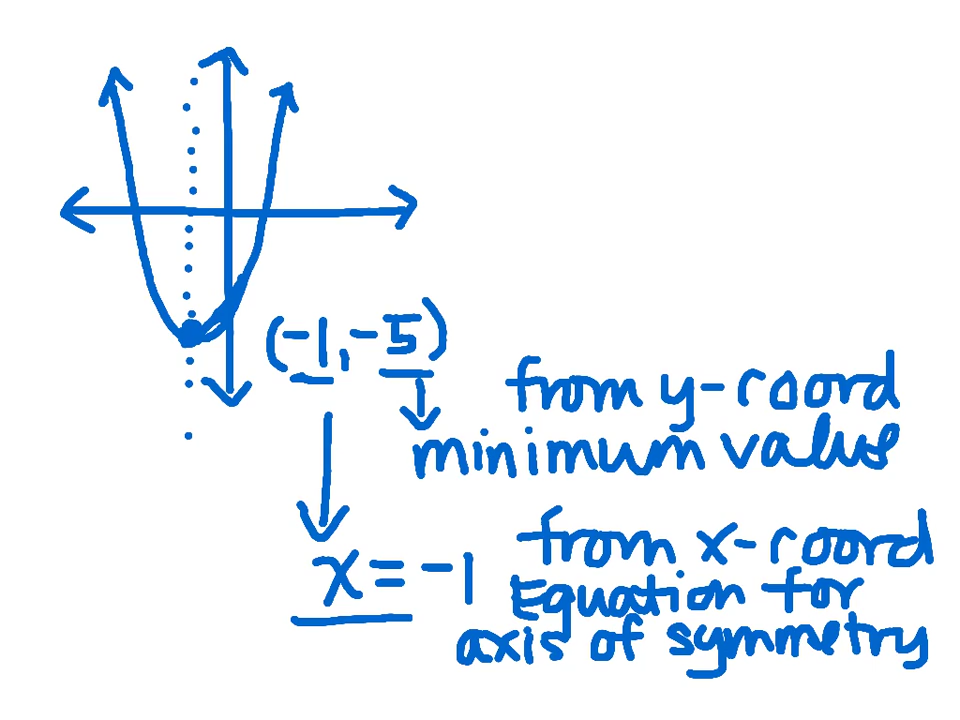 (-1,-5)
from y-coord
minimum value
x = -1
from x-coord
Equation for
axis of symmetry